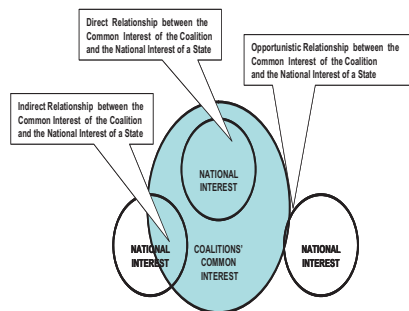 Direct Relationship between the
Common Interest of the Coalition
and the National Interest of a State
Opportunistic Relationship between the
Common Interest of the Coalition
and the National Interest of a State
Indirect Relationship between the
Common Interest of the Coalition
and the National Interest of a State
NATIONAL
INTEREST
NATIONAL
INTEREST
COALITIONS'
COMMON
INTEREST
NATIONAL
INTEREST